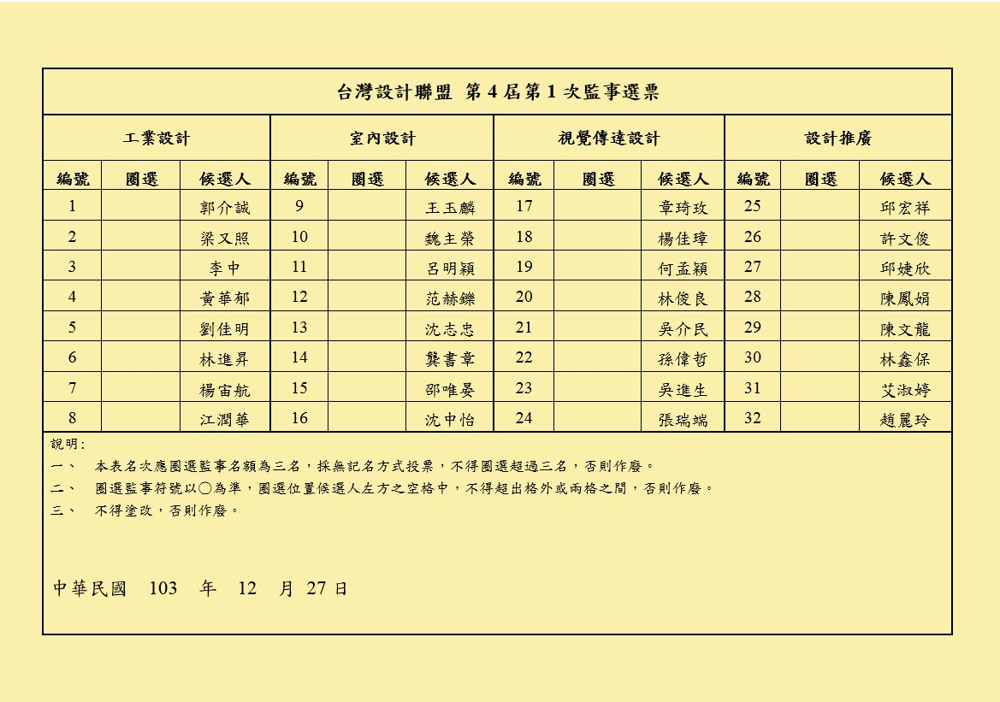 台灣設計聯盟 第 4 屆第 1 次監事選票
工業設計 室內設計 視覺傳達設計 設計推廣
編號 圈選 候選人 編號 圈選 候選人 編號 圈選 候選人 編號 圈選 候選人
1 郭介誠 9 王玉麟 17 章琦玫 25 邱宏祥
2 梁又照 10 魏主榮 18 楊佳璋 26 許文俊
3 李中 11 呂明穎 19 何孟穎 27 邱婕欣
4 黃華郁 12 范赫鑠 20 林俊良 28 陳鳳娟
5 劉佳明 13 沈志忠 21 吳介民 29 陳文龍
6 林進昇 14 龔書章 22 孫偉哲 30 林鑫保
7 楊宙航 15 邵唯晏 23 吳進生 31 艾淑婷
8 江潤華 16 沈中怡 24 張瑞端 32 趙麗玲
說明:
一、 本表名次應圈選監事名額為三名，採無記名方式投票，不得圈選超過三名，否則作廢。
二、 圈選監事符號以○為準，圈選位置候選人左方之空格中，不得超出格外或兩格之間，否則作廢。
三、 不得塗改，否則作廢。
中華民國 103 年 12 月 27 日